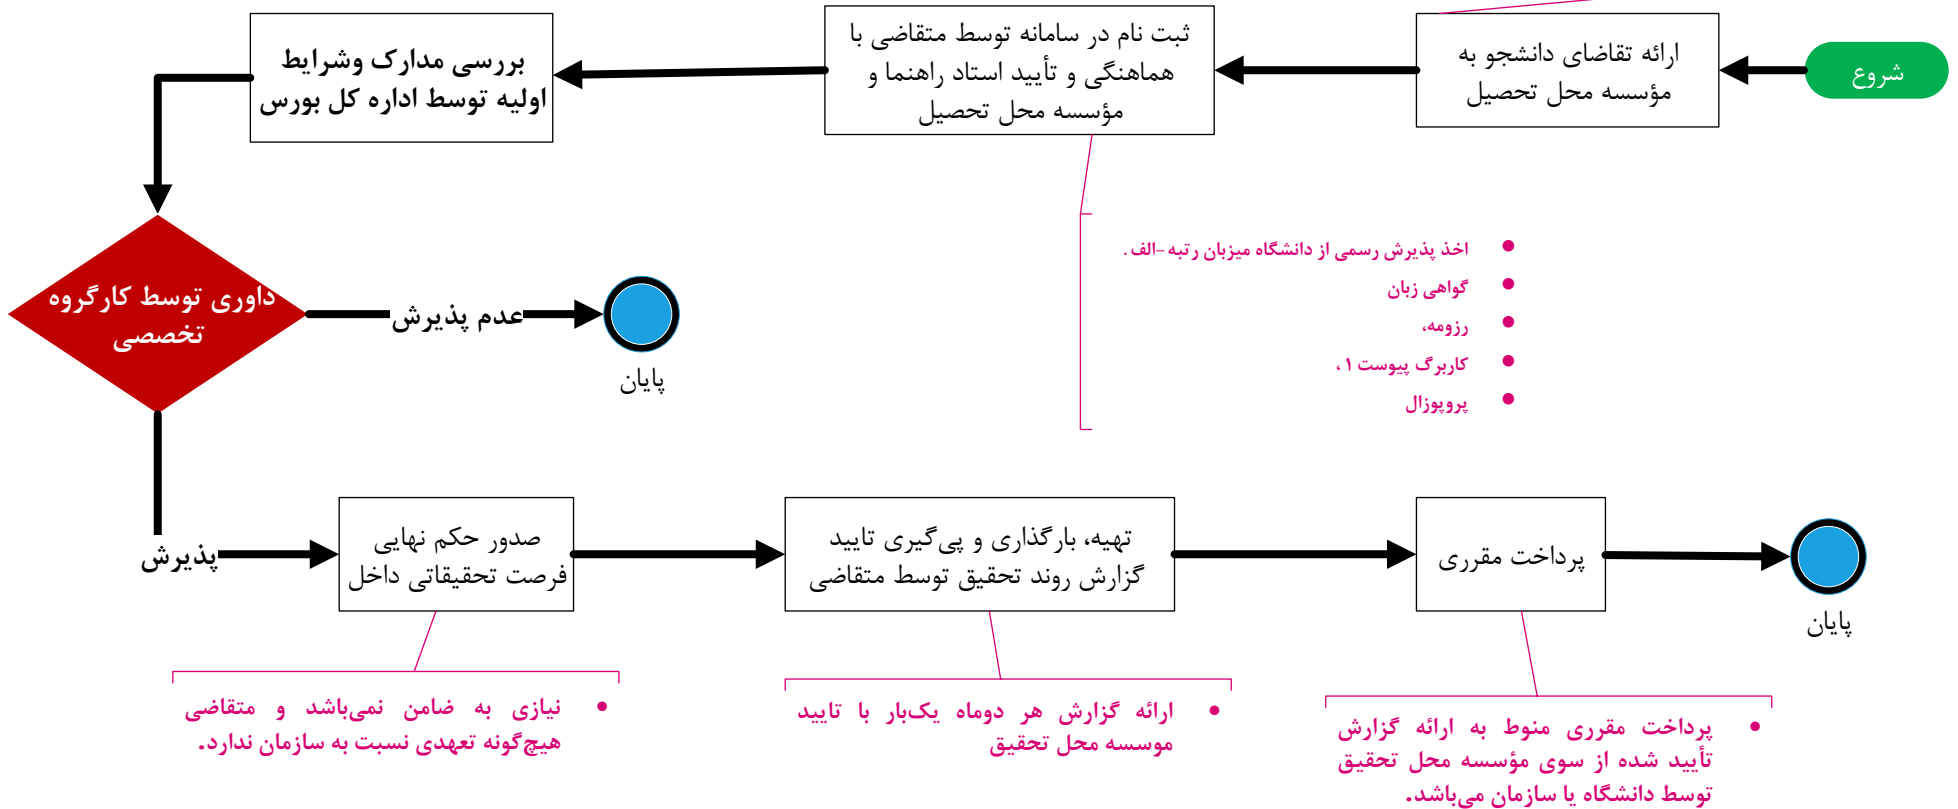 شروع
ارائه تقاضای دانشجو به
مؤسسه محل تحصیل
ثبت نام در سامانه توسط متقاضی با
هماهنگی و تأیید استاد راهنما و
مؤسسه محل تحصیل
بررسی مدارک وشرایط
اولیه توسط اداره کل بورس
• اخذ پذیرش رسمی از دانشگاه میزبان رتبه -الف .
• گواهی زبان
• رزومه،
• کاربرگ پیوست ۱ ،
• پروپوزال
داوری توسط کارگروه
تخصصی
عدم پذیرش
پایان
پذیرش
صدور حکم نهایی
فرصت تحقیقاتی داخل
تهیه، بارگذاری و پی‌گیری تایید
گزارش روند تحقیق توسط متقاضی
پرداخت مقرری
پایان
• نیازی به ضامن نمی‌باشد و متقاضی
هیچ‌گونه تعهدی نسبت به سازمان ندارد.
• ارائه گزارش هر دوماه یک‌بار با تایید
موسسه محل تحقیق
• پرداخت مقرری منوط به ارائه گزارش
تأیید شده از سوی مؤسسه محل تحقیق
توسط دانشگاه یا سازمان می‌باشد.